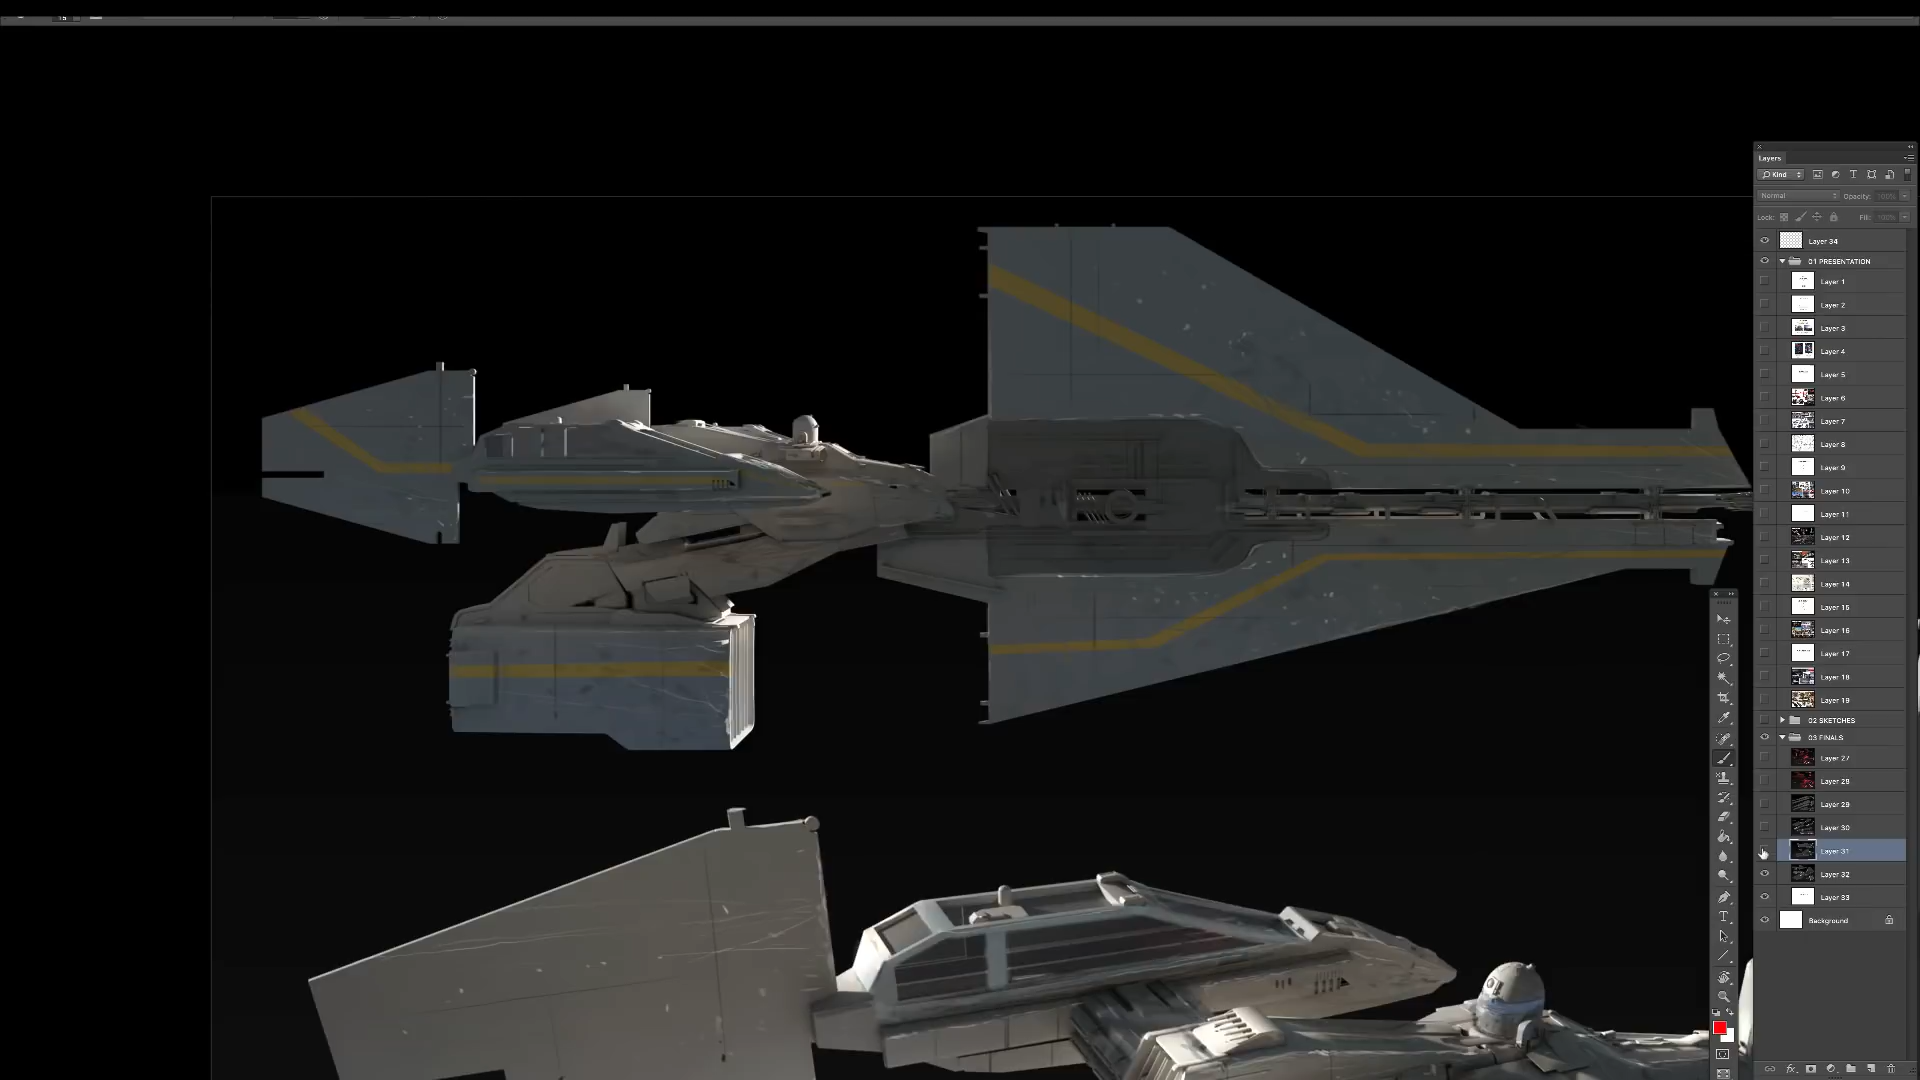 15
Layers
Kind
Normal
Opacity: 100%
Lock:
Fill: 100%
Layer 34
01 PRESENTATION
Layer 1
Layer 2
Layer 3
Layer 4
Layer 5
Layer 6
Layer 7
Layer 8
Layer 9
Layer 10
Layer 11
Layer 12
Layer 13
Layer 14
Layer 15
Layer 16
Layer 17
Layer 18
Layer 19
02 SKETCHES
03 FINALS
Layer 27
Layer 28
Layer 29
Layer 30
Layer 31
Layer 32
Layer 33
Background